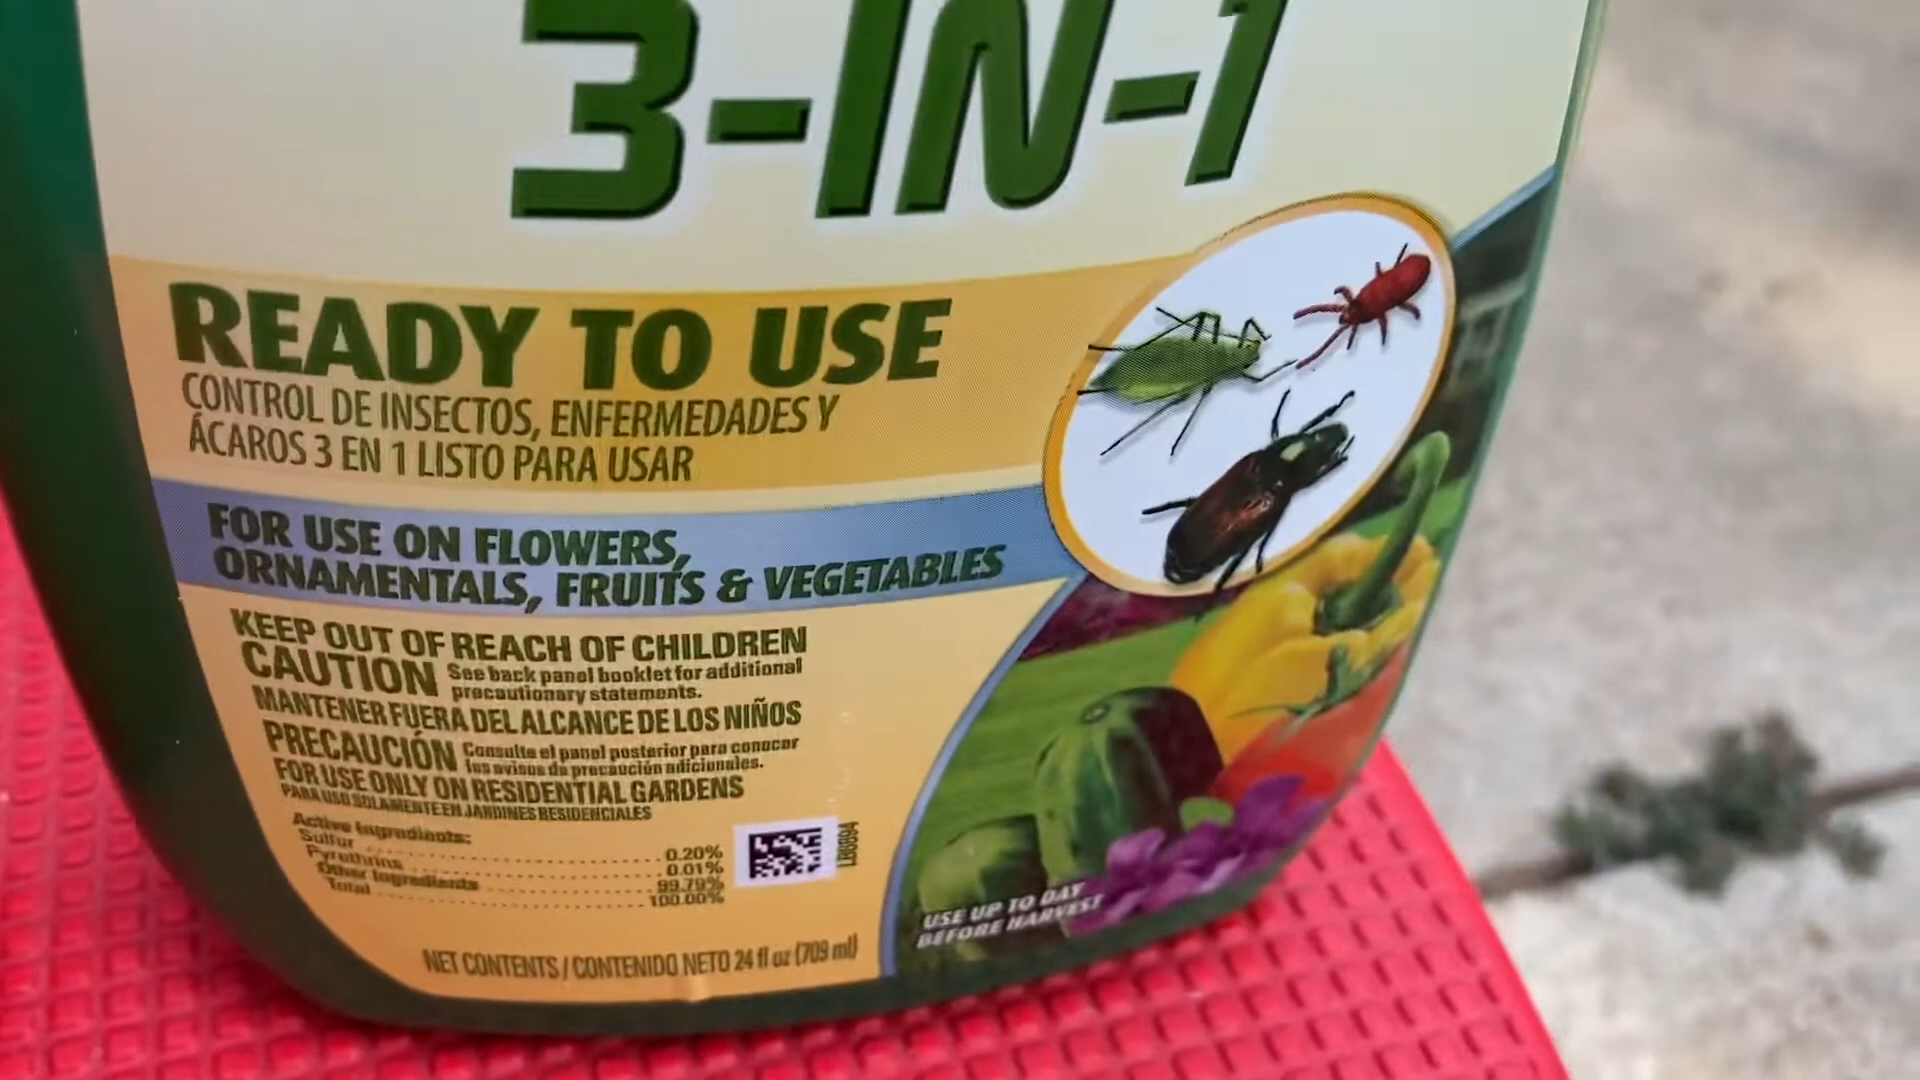 3-IN-1
READY TO USE
CONTROL DE INSECTOS, ENFERMEDADES Y
ÁCAROS 3 EN 1 LISTO PARA USAR
FOR USE ON FLOWERS,
ORNAMENTALS, FRUITS & VEGETABLES
KEEP OUT OF REACH OF CHILDREN
CAUTION See back panel booklet for additional
precautionary statements.
MANTENER FUERA DEL ALCANCE DE LOS NIÑOS
PRECAUCIÓN Consulte el panel posterior para conocer
los avisos de precaución adicionales.
FOR USE ONLY ON RESIDENTIAL GARDENS
PARA USO SOLAMENTE EN JARDINES RESIDENCIALES
Active Ingredients:
Sulfur 0.20%
Pyrethrins 0.01%
Other Ingredients 99.79%
Total 100.00%
LB6894
NET CONTENTS / CONTENIDO NETO 24 fl oz (709 ml)
USE UP TO DAY
BEFORE HARVEST